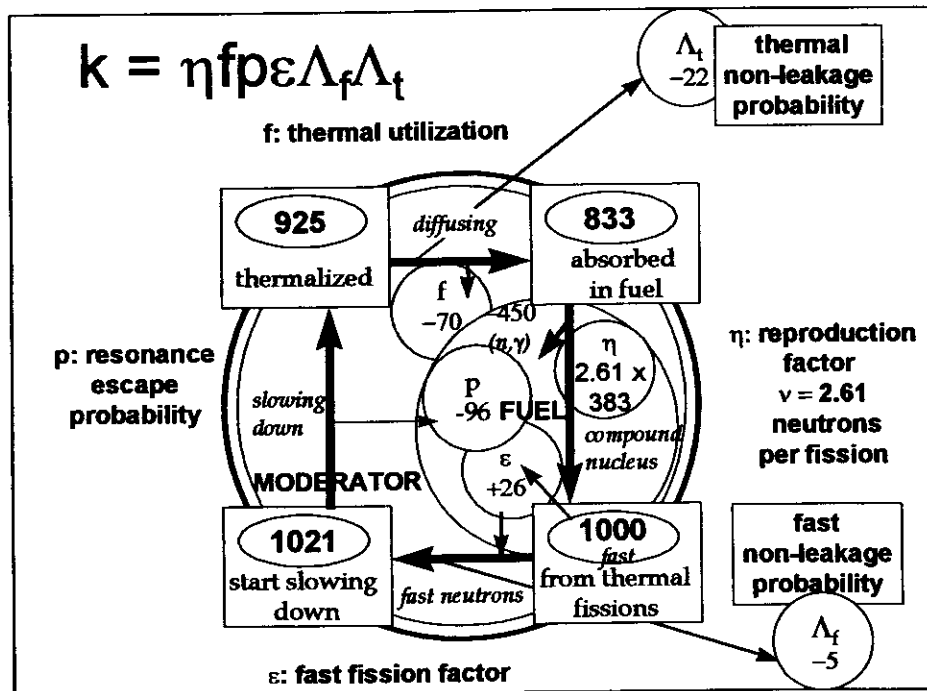 k = ηfpεΛfΛt
Λt
−22
thermal
non-leakage
probability
f: thermal utilization
925
thermalized
diffusing
833
absorbed
in fuel
f
−70
-450
(n,γ)
η
2.61 x
383
p: resonance
escape
probability
η: reproduction
factor
ν = 2.61
neutrons
per fission
slowing
down
p
-96 FUEL
compound
nucleus
ε
+26
MODERATOR
1021
start slowing
down
fast neutrons
1000
fast
from thermal
fissions
fast
non-leakage
probability
Λf
−5
ε: fast fission factor